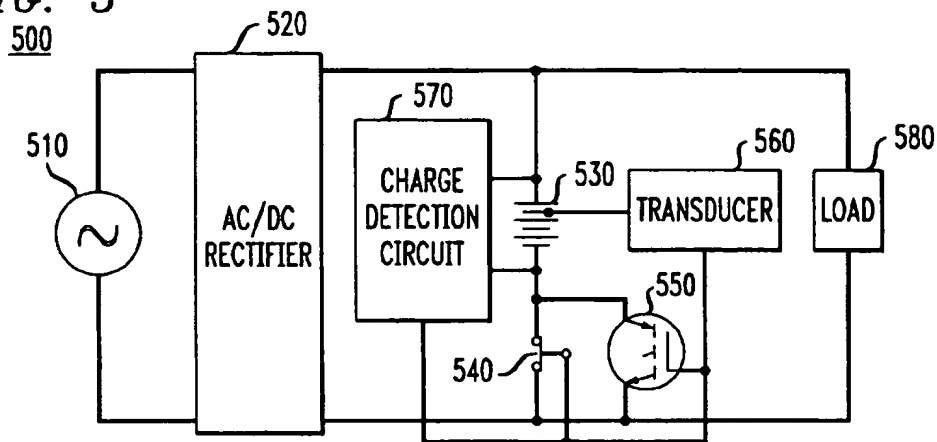 500
520
570
510
530
560
580
AC/DC
RECTIFIER
CHARGE
DETECTION
CIRCUIT
TRANSDUCER
LOAD
550
540